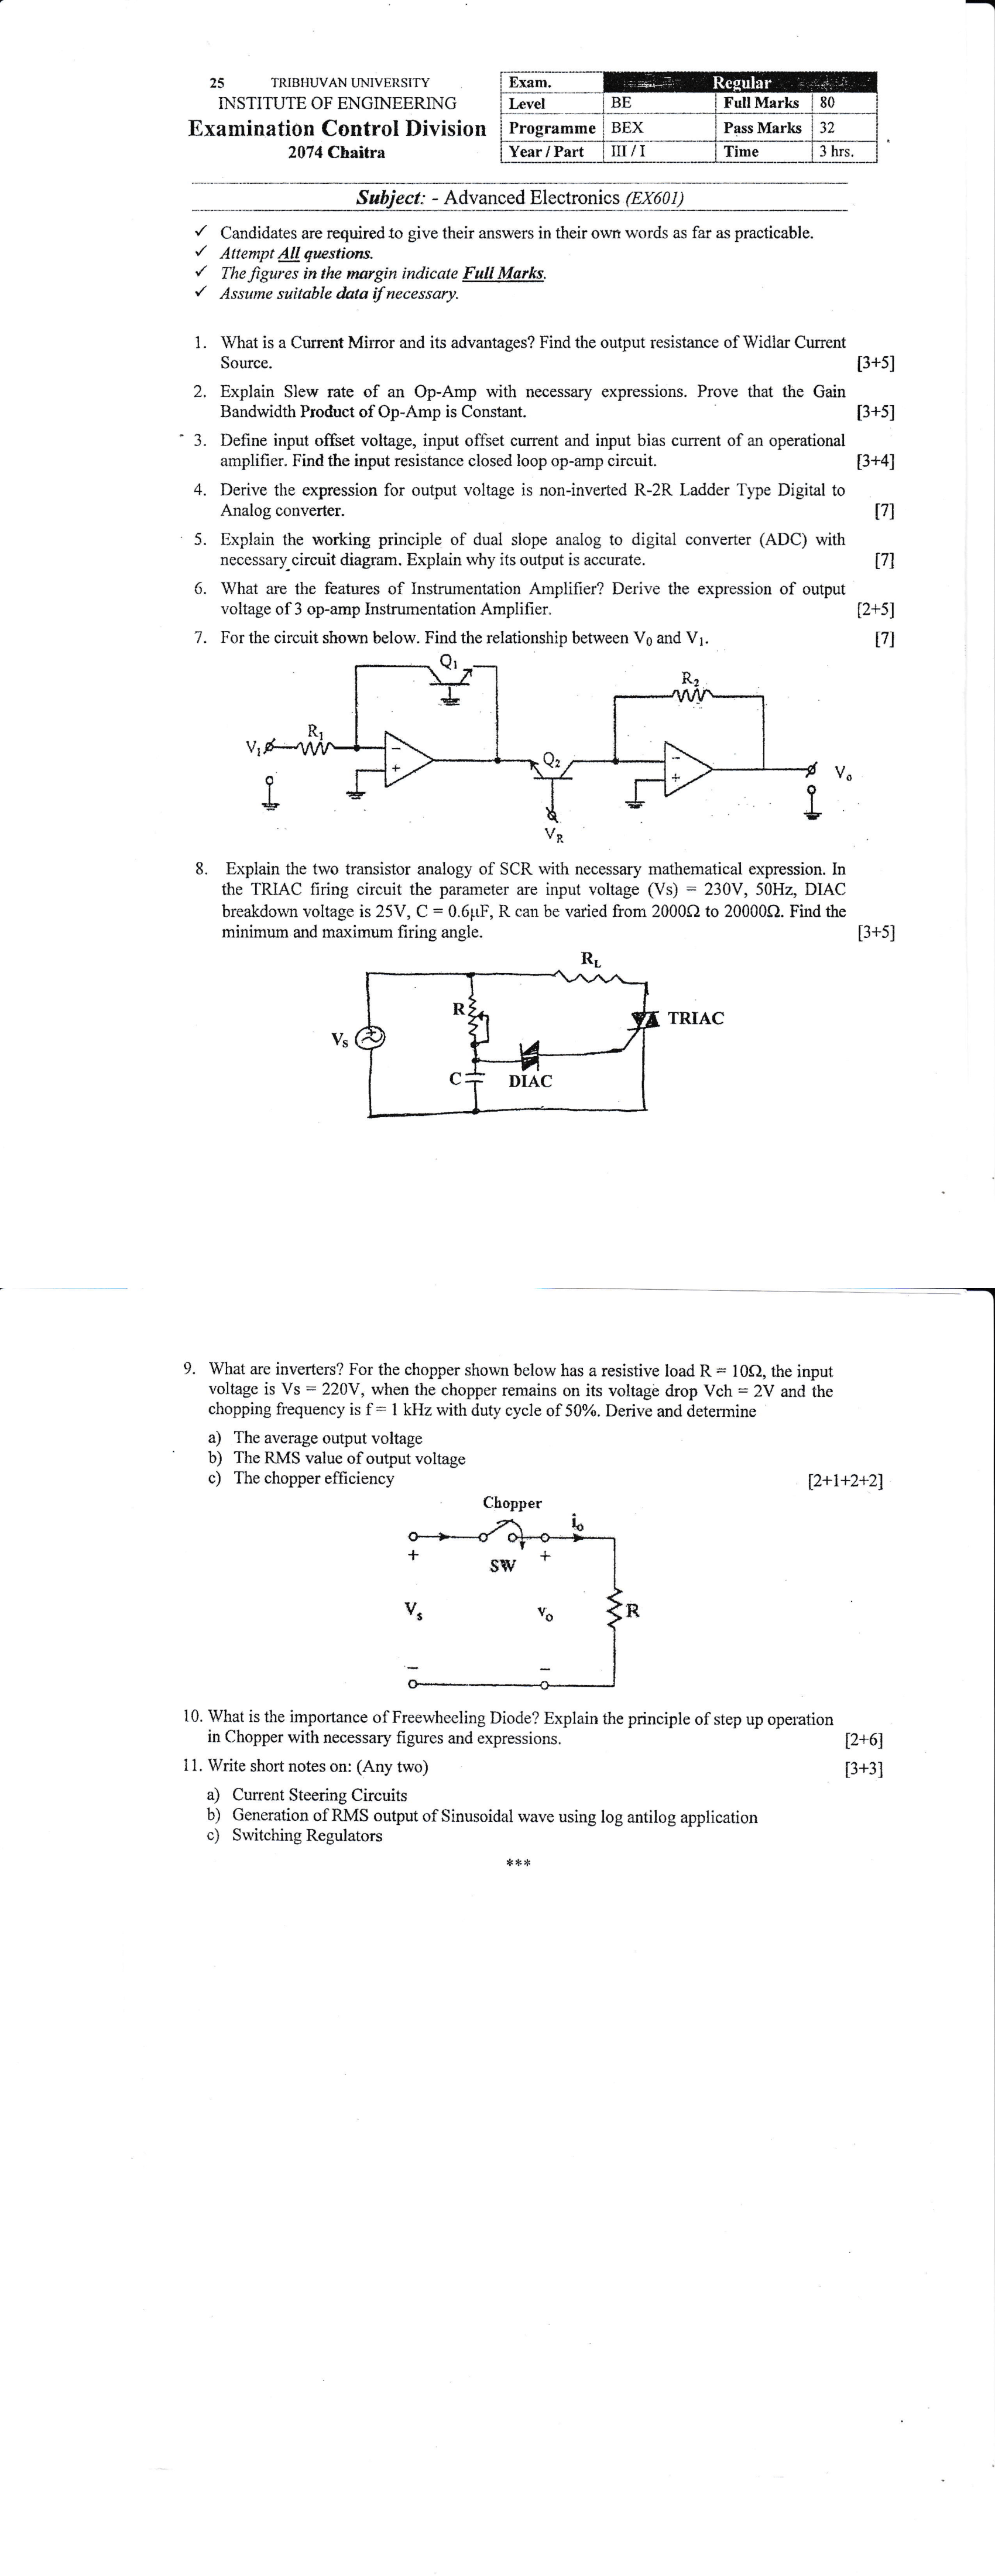 25 TRIBHUVAN UNIVERSITY
INSTITUTE OF ENGINEERING
Examination Control Division
2074 Chaitra
Exam. Regular
Level BE Full Marks 80
Programme BEX Pass Marks 32
Year / Part III / I Time 3 hrs.
Subject: - Advanced Electronics (EX601)
✓ Candidates are required to give their answers in their own words as far as practicable.
✓ Attempt All questions.
✓ The figures in the margin indicate Full Marks.
✓ Assume suitable data if necessary.
1. What is a Current Mirror and its advantages? Find the output resistance of Widlar Current
Source. [3+5]
2. Explain Slew rate of an Op-Amp with necessary expressions. Prove that the Gain
Bandwidth Product of Op-Amp is Constant. [3+5]
3. Define input offset voltage, input offset current and input bias current of an operational
amplifier. Find the input resistance closed loop op-amp circuit. [3+4]
4. Derive the expression for output voltage is non-inverted R-2R Ladder Type Digital to
Analog converter. [7]
5. Explain the working principle of dual slope analog to digital converter (ADC) with
necessary circuit diagram. Explain why its output is accurate. [7]
6. What are the features of Instrumentation Amplifier? Derive the expression of output
voltage of 3 op-amp Instrumentation Amplifier. [2+5]
7. For the circuit shown below. Find the relationship between V0 and V1. [7]
Q1
R2
R1
V1
-
+
Q2
-
+
Vo
VR
8. Explain the two transistor analogy of SCR with necessary mathematical expression. In
the TRIAC firing circuit the parameter are input voltage (Vs) = 230V, 50Hz, DIAC
breakdown voltage is 25V, C = 0.6μF, R can be varied from 2000Ω to 20000Ω. Find the
minimum and maximum firing angle. [3+5]
RL
R
TRIAC
Vs
C
DIAC
9. What are inverters? For the chopper shown below has a resistive load R = 10Ω, the input
voltage is Vs = 220V, when the chopper remains on its voltage drop Vch = 2V and the
chopping frequency is f = 1 kHz with duty cycle of 50%. Derive and determine
a) The average output voltage
b) The RMS value of output voltage
c) The chopper efficiency [2+1+2+2]
Chopper
io
+
SW
+
Vs
vo
R
-
-
10. What is the importance of Freewheeling Diode? Explain the principle of step up operation
in Chopper with necessary figures and expressions. [2+6]
11. Write short notes on: (Any two) [3+3]
a) Current Steering Circuits
b) Generation of RMS output of Sinusoidal wave using log antilog application
c) Switching Regulators
***